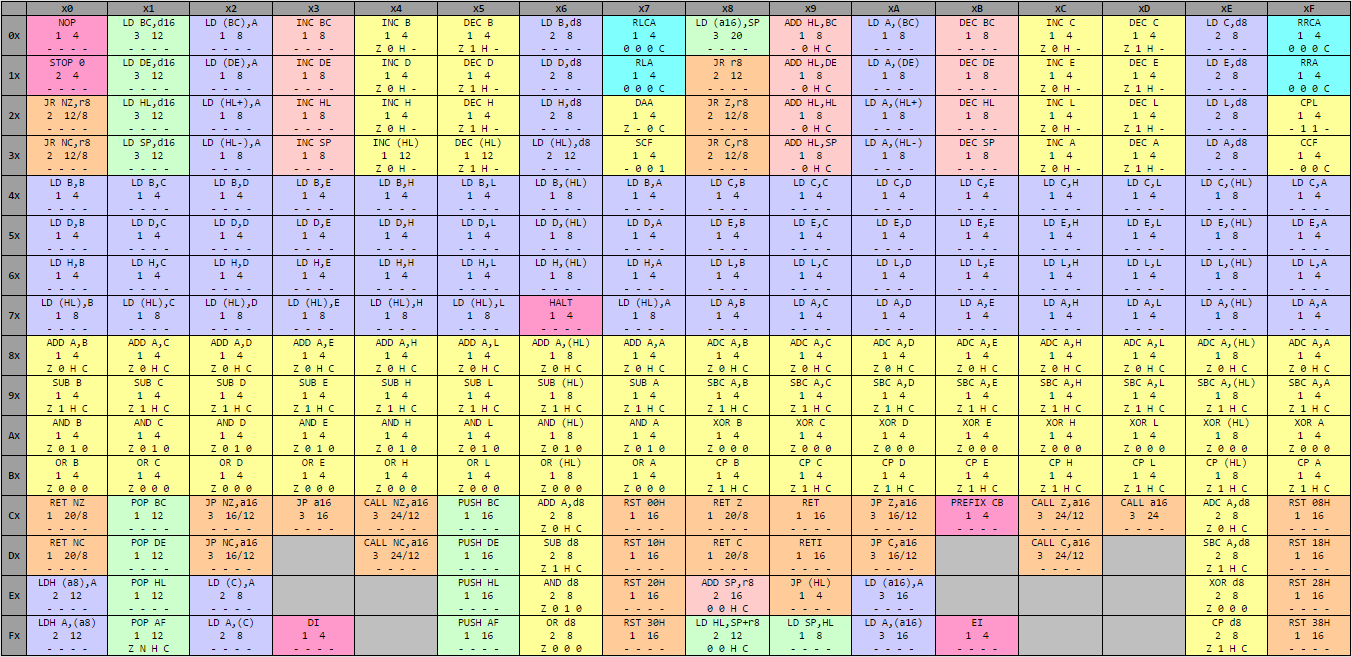 x0 x1 x2 x3 x4 x5 x6 x7 x8 x9 xA xB xC xD xE xF
NOP LD BC,d16 LD (BC),A INC BC INC B DEC B LD B,d8 RLCA LD (a16),SP ADD HL,BC LD A,(BC) DEC BC INC C DEC C LD C,d8 RRCA
0x 1 4 3 12 1 8 1 8 1 4 1 4 2 8 1 4 3 20 1 8 1 8 1 8 1 4 1 4 2 8 1 4
- - - - - - - - - - - - - - - - Z 0 H - Z 1 H - - - - - 0 0 0 C - - - - - 0 H C - - - - - - - - Z 0 H - Z 1 H - - - - - 0 0 0 C
STOP 0 LD DE,d16 LD (DE),A INC DE INC D DEC D LD D,d8 RLA JR r8 ADD HL,DE LD A,(DE) DEC DE INC E DEC E LD E,d8 RRA
1x 2 4 3 12 1 8 1 8 1 4 1 4 2 8 1 4 2 12 1 8 1 8 1 8 1 4 1 4 2 8 1 4
- - - - - - - - - - - - - - - - Z 0 H - Z 1 H - - - - - 0 0 0 C - - - - - 0 H C - - - - - - - - Z 0 H - Z 1 H - - - - - 0 0 0 C
JR NZ,r8 LD HL,d16 LD (HL+),A INC HL INC H DEC H LD H,d8 DAA JR Z,r8 ADD HL,HL LD A,(HL+) DEC HL INC L DEC L LD L,d8 CPL
2x 2 12/8 3 12 1 8 1 8 1 4 1 4 2 8 1 4 2 12/8 1 8 1 8 1 8 1 4 1 4 2 8 1 4
- - - - - - - - - - - - - - - - Z 0 H - Z 1 H - - - - - Z - 0 C - - - - - 0 H C - - - - - - - - Z 0 H - Z 1 H - - - - - - 1 1 -
JR NC,r8 LD SP,d16 LD (HL-),A INC SP INC (HL) DEC (HL) LD (HL),d8 SCF JR C,r8 ADD HL,SP LD A,(HL-) DEC SP INC A DEC A LD A,d8 CCF
3x 2 12/8 3 12 1 8 1 8 1 12 1 12 2 12 1 4 2 12/8 1 8 1 8 1 8 1 4 1 4 2 8 1 4
- - - - - - - - - - - - - - - - Z 0 H - Z 1 H - - - - - - 0 0 1 - - - - - 0 H C - - - - - - - - Z 0 H - Z 1 H - - - - - - 0 0 C
LD B,B LD B,C LD B,D LD B,E LD B,H LD B,L LD B,(HL) LD B,A LD C,B LD C,C LD C,D LD C,E LD C,H LD C,L LD C,(HL) LD C,A
4x 1 4 1 4 1 4 1 4 1 4 1 4 1 8 1 4 1 4 1 4 1 4 1 4 1 4 1 4 1 8 1 4
- - - - - - - - - - - - - - - - - - - - - - - - - - - - - - - - - - - - - - - - - - - - - - - - - - - - - - - - - - - - - - - -
LD D,B LD D,C LD D,D LD D,E LD D,H LD D,L LD D,(HL) LD D,A LD E,B LD E,C LD E,D LD E,E LD E,H LD E,L LD E,(HL) LD E,A
5x 1 4 1 4 1 4 1 4 1 4 1 4 1 8 1 4 1 4 1 4 1 4 1 4 1 4 1 4 1 8 1 4
- - - - - - - - - - - - - - - - - - - - - - - - - - - - - - - - - - - - - - - - - - - - - - - - - - - - - - - - - - - - - - - -
LD H,B LD H,C LD H,D LD H,E LD H,H LD H,L LD H,(HL) LD H,A LD L,B LD L,C LD L,D LD L,E LD L,H LD L,L LD L,(HL) LD L,A
6x 1 4 1 4 1 4 1 4 1 4 1 4 1 8 1 4 1 4 1 4 1 4 1 4 1 4 1 4 1 8 1 4
- - - - - - - - - - - - - - - - - - - - - - - - - - - - - - - - - - - - - - - - - - - - - - - - - - - - - - - - - - - - - - - -
LD (HL),B LD (HL),C LD (HL),D LD (HL),E LD (HL),H LD (HL),L HALT LD (HL),A LD A,B LD A,C LD A,D LD A,E LD A,H LD A,L LD A,(HL) LD A,A
7x 1 8 1 8 1 8 1 8 1 8 1 8 1 4 1 8 1 4 1 4 1 4 1 4 1 4 1 4 1 8 1 4
- - - - - - - - - - - - - - - - - - - - - - - - - - - - - - - - - - - - - - - - - - - - - - - - - - - - - - - - - - - - - - - -
ADD A,B ADD A,C ADD A,D ADD A,E ADD A,H ADD A,L ADD A,(HL) ADD A,A ADC A,B ADC A,C ADC A,D ADC A,E ADC A,H ADC A,L ADC A,(HL) ADC A,A
8x 1 4 1 4 1 4 1 4 1 4 1 4 1 8 1 4 1 4 1 4 1 4 1 4 1 4 1 4 1 8 1 4
Z 0 H C Z 0 H C Z 0 H C Z 0 H C Z 0 H C Z 0 H C Z 0 H C Z 0 H C Z 0 H C Z 0 H C Z 0 H C Z 0 H C Z 0 H C Z 0 H C Z 0 H C Z 0 H C
SUB B SUB C SUB D SUB E SUB H SUB L SUB (HL) SUB A SBC A,B SBC A,C SBC A,D SBC A,E SBC A,H SBC A,L SBC A,(HL) SBC A,A
9x 1 4 1 4 1 4 1 4 1 4 1 4 1 8 1 4 1 4 1 4 1 4 1 4 1 4 1 4 1 8 1 4
Z 1 H C Z 1 H C Z 1 H C Z 1 H C Z 1 H C Z 1 H C Z 1 H C Z 1 H C Z 1 H C Z 1 H C Z 1 H C Z 1 H C Z 1 H C Z 1 H C Z 1 H C Z 1 H C
AND B AND C AND D AND E AND H AND L AND (HL) AND A XOR B XOR C XOR D XOR E XOR H XOR L XOR (HL) XOR A
Ax 1 4 1 4 1 4 1 4 1 4 1 4 1 8 1 4 1 4 1 4 1 4 1 4 1 4 1 4 1 8 1 4
Z 0 1 0 Z 0 1 0 Z 0 1 0 Z 0 1 0 Z 0 1 0 Z 0 1 0 Z 0 1 0 Z 0 1 0 Z 0 0 0 Z 0 0 0 Z 0 0 0 Z 0 0 0 Z 0 0 0 Z 0 0 0 Z 0 0 0 Z 0 0 0
OR B OR C OR D OR E OR H OR L OR (HL) OR A CP B CP C CP D CP E CP H CP L CP (HL) CP A
Bx 1 4 1 4 1 4 1 4 1 4 1 4 1 8 1 4 1 4 1 4 1 4 1 4 1 4 1 4 1 8 1 4
Z 0 0 0 Z 0 0 0 Z 0 0 0 Z 0 0 0 Z 0 0 0 Z 0 0 0 Z 0 0 0 Z 0 0 0 Z 1 H C Z 1 H C Z 1 H C Z 1 H C Z 1 H C Z 1 H C Z 1 H C Z 1 H C
RET NZ POP BC JP NZ,a16 JP a16 CALL NZ,a16 PUSH BC ADD A,d8 RST 00H RET Z RET JP Z,a16 PREFIX CB CALL Z,a16 CALL a16 ADC A,d8 RST 08H
Cx 1 20/8 1 12 3 16/12 3 16 3 24/12 1 16 2 8 1 16 1 20/8 1 16 3 16/12 1 4 3 24/12 3 24 2 8 1 16
- - - - - - - - - - - - - - - - - - - - - - - - Z 0 H C - - - - - - - - - - - - - - - - - - - - - - - - - - - - Z 0 H C - - - -
RET NC POP DE JP NC,a16 CALL NC,a16 PUSH DE SUB d8 RST 10H RET C RETI JP C,a16 CALL C,a16 SBC A,d8 RST 18H
Dx 1 20/8 1 12 3 16/12 3 24/12 1 16 2 8 1 16 1 20/8 1 16 3 16/12 3 24/12 2 8 1 16
- - - - - - - - - - - - - - - - - - - - Z 1 H C - - - - - - - - - - - - - - - - - - - - Z 1 H C - - - -
LDH (a8),A POP HL LD (C),A PUSH HL AND d8 RST 20H ADD SP,r8 JP (HL) LD (a16),A XOR d8 RST 28H
Ex 2 12 1 12 2 8 1 16 2 8 1 16 2 16 1 4 3 16 2 8 1 16
- - - - - - - - - - - - - - - - Z 0 1 0 - - - - 0 0 H C - - - - - - - - Z 0 0 0 - - - -
LDH A,(a8) POP AF LD A,(C) DI PUSH AF OR d8 RST 30H LD HL,SP+r8 LD SP,HL LD A,(a16) EI CP d8 RST 38H
Fx 2 12 1 12 2 8 1 4 1 16 2 8 1 16 2 12 1 8 3 16 1 4 2 8 1 16
- - - - Z N H C - - - - - - - - - - - - Z 0 0 0 - - - - 0 0 H C - - - - - - - - - - - - Z 1 H C - - - -